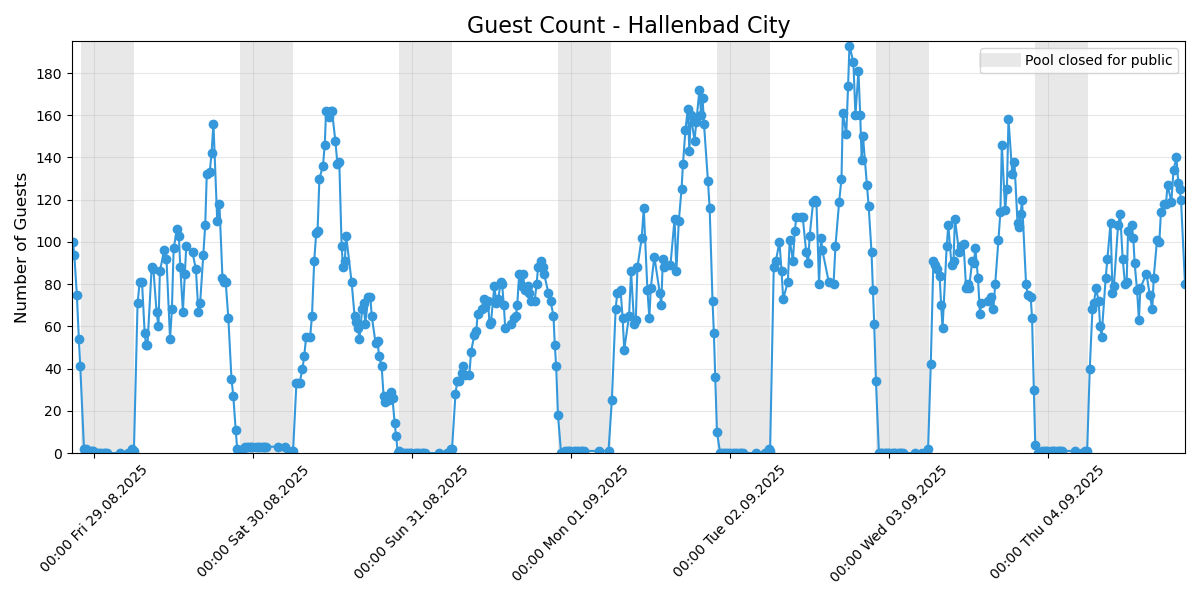 Guest Count - Hallenbad City
Pool closed for public
Number of Guests
180
160
140
120
100
80
60
40
20
0
00:00 Fri 29.08.2025
00:00 Sat 30.08.2025
00:00 Sun 31.08.2025
00:00 Mon 01.09.2025
00:00 Tue 02.09.2025
00:00 Wed 03.09.2025
00:00 Thu 04.09.2025